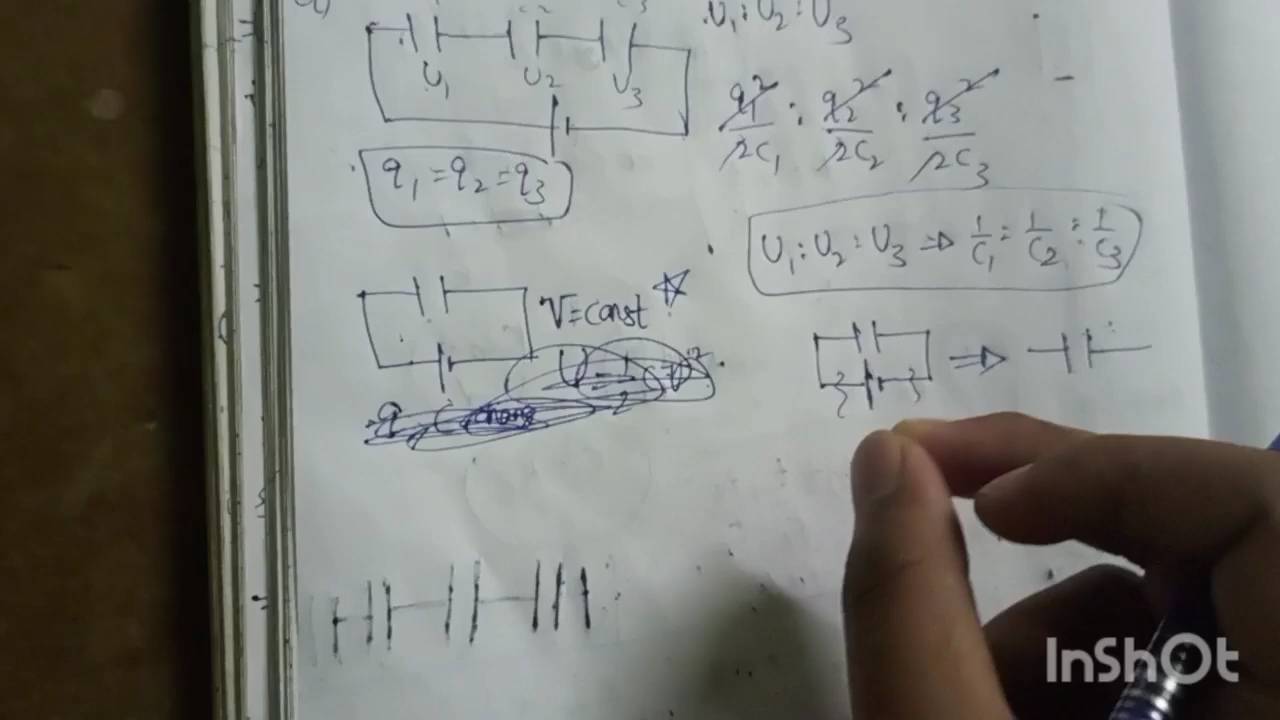 U₁ : U₂ : U₃
U₁ U₂ U₃
q₁²/2C₁ : q₂²/2C₂ : q₃²/2C₃
q₁ = q₂ = q₃
U₁ : U₂ : U₃ ⇒ 1/C₁ : 1/C₂ : 1/C₃
V = const ☆
⇒
InShOt